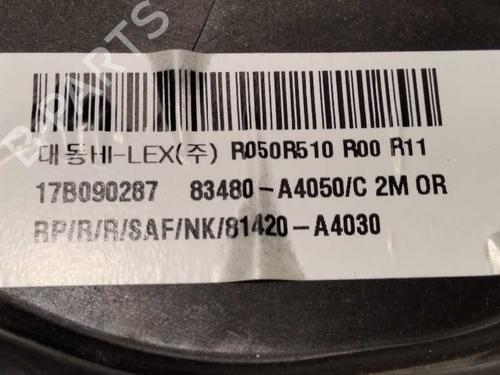 B-PARTS
대동HI-LEX(주) R050R510 R00 R11
17B090287 83480-A4050/C 2M OR
RP/R/R/SAF/NK/81420-A4030